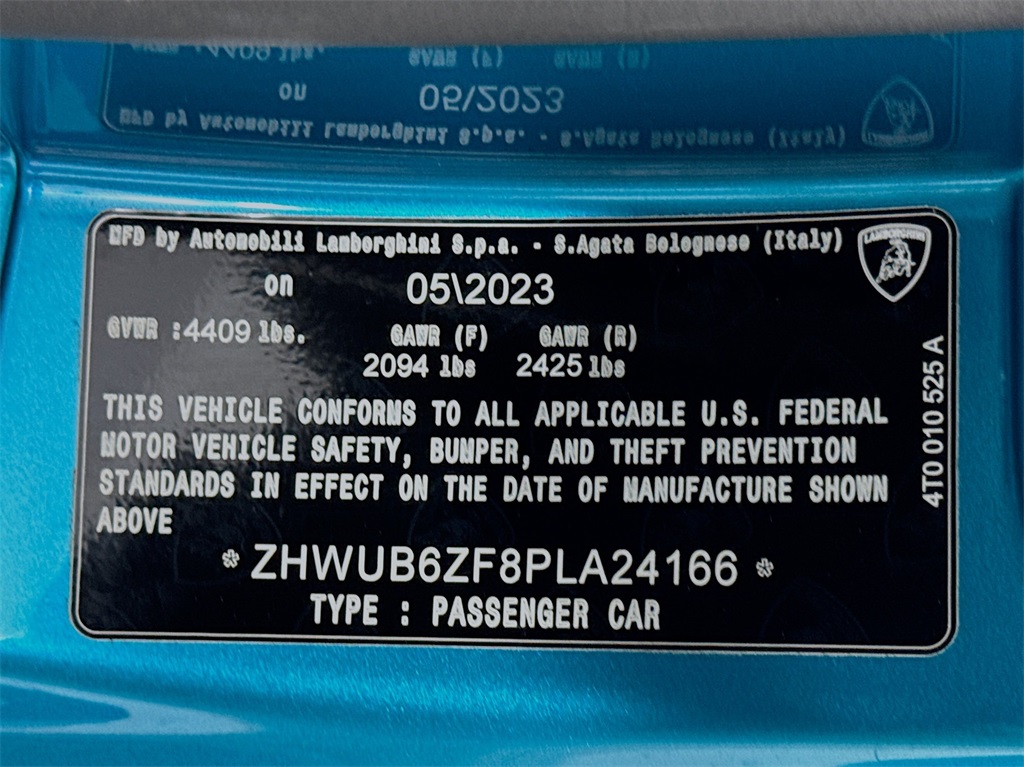 MFD by Automobili Lamborghini S.p.a. - S.Agata Bolognese (Italy)
LAMBORGHINI
on 05\2023
GVWR :4409 lbs. GAWR (F) GAWR (R)
2094 lbs 2425 lbs
THIS VEHICLE CONFORMS TO ALL APPLICABLE U.S. FEDERAL
MOTOR VEHICLE SAFETY, BUMPER, AND THEFT PREVENTION
STANDARDS IN EFFECT ON THE DATE OF MANUFACTURE SHOWN
ABOVE
* ZHWUB6ZF8PLA24166 *
TYPE : PASSENGER CAR
4T0 010 525 A